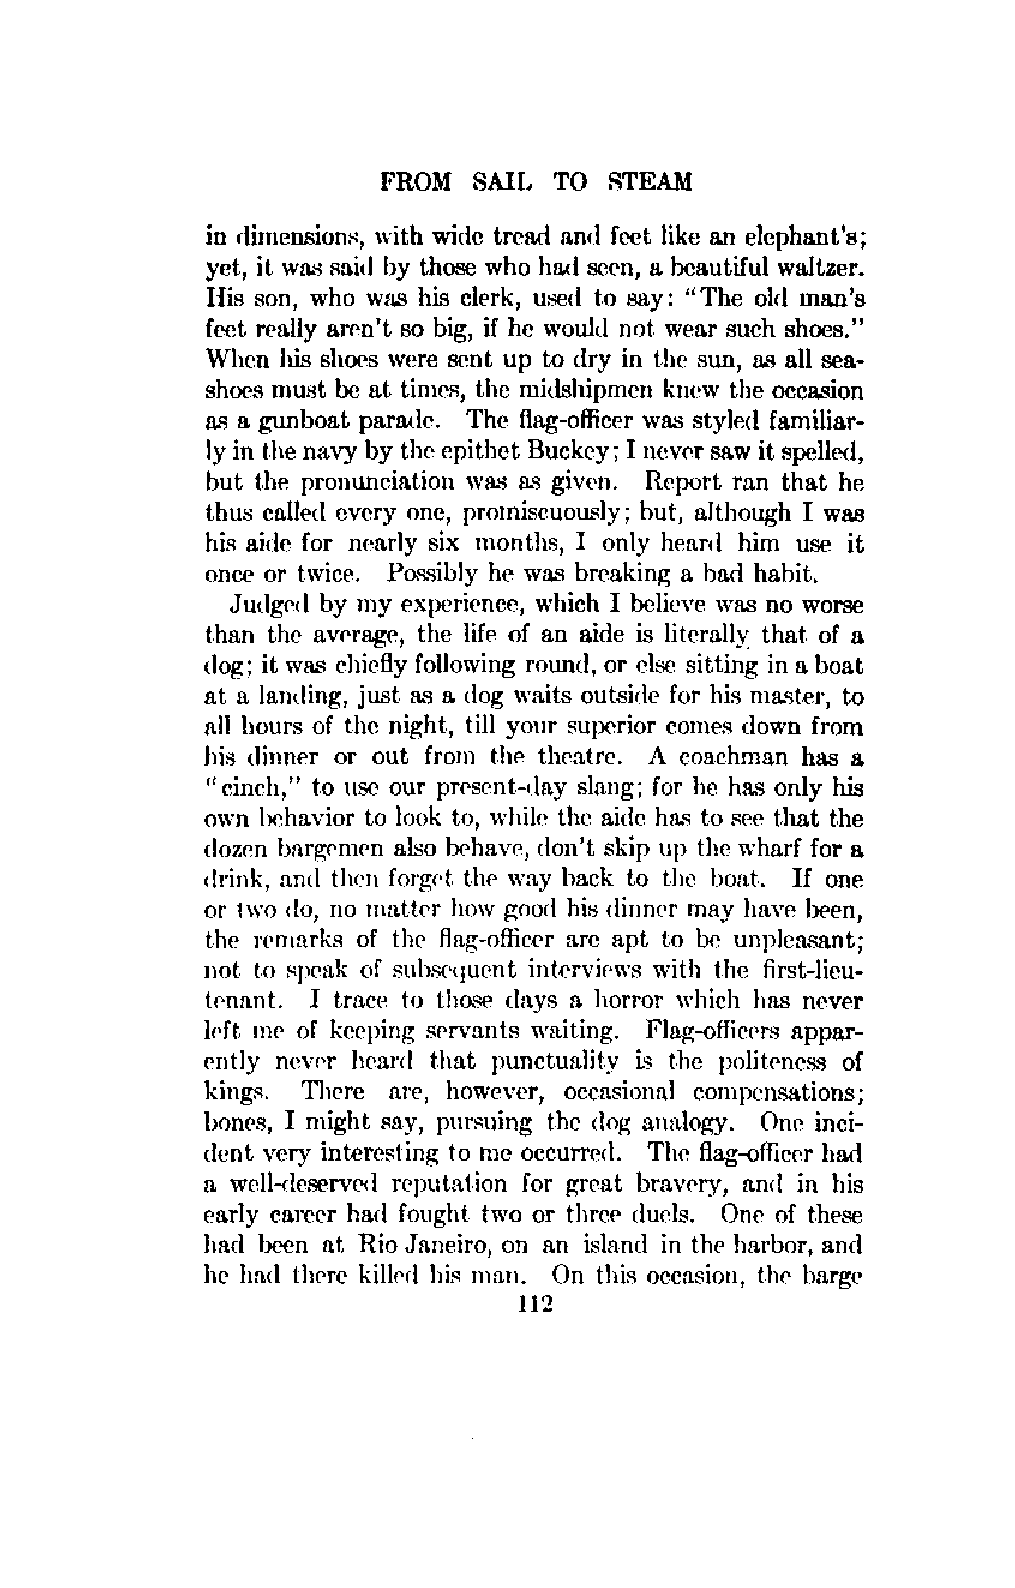 FROM SAIL TO STEAM
in dimensions, with wide tread and feet like an elephant's;
yet, it was said by those who had seen, a beautiful waltzer.
His son, who was his clerk, used to say: "The old man's
feet really aren't so big, if he would not wear such shoes."
When his shoes were sent up to dry in the sun, as all sea-
shoes must be at times, the midshipmen knew the occasion
as a gunboat parade. The flag-officer was styled familiar-
ly in the navy by the epithet Buckey; I never saw it spelled,
but the pronunciation was as given. Report ran that he
thus called every one, promiscuously; but, although I was
his aide for nearly six months, I only heard him use it
once or twice. Possibly he was breaking a bad habit.
Judged by my experience, which I believe was no worse
than the average, the life of an aide is literally that of a
dog; it was chiefly following round, or else sitting in a boat
at a landing, just as a dog waits outside for his master, to
all hours of the night, till your superior comes down from
his dinner or out from the theatre. A coachman has a
"cinch," to use our present-day slang; for he has only his
own behavior to look to, while the aide has to see that the
dozen bargemen also behave, don't skip up the wharf for a
drink, and then forget the way back to the boat. If one
or two do, no matter how good his dinner may have been,
the remarks of the flag-officer are apt to be unpleasant;
not to speak of subsequent interviews with the first-lieu-
tenant. I trace to those days a horror which has never
left me of keeping servants waiting. Flag-officers appar-
ently never heard that punctuality is the politeness of
kings. There are, however, occasional compensations;
bones, I might say, pursuing the dog analogy. One inci-
dent very interesting to me occurred. The flag-officer had
a well-deserved reputation for great bravery, and in his
early career had fought two or three duels. One of these
had been at Rio Janeiro, on an island in the harbor, and
he had there killed his man. On this occasion, the barge
112